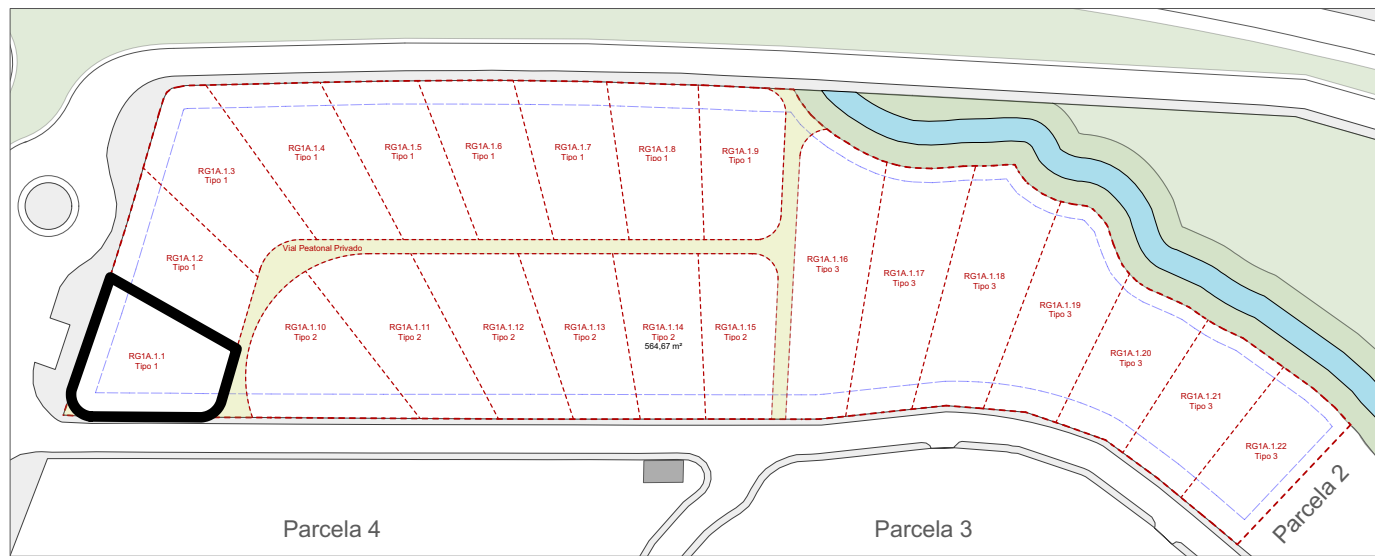 RG1A.1.4
Tipo 1
RG1A.1.5
Tipo 1
RG1A.1.6
Tipo 1
RG1A.1.7
Tipo 1
RG1A.1.8
Tipo 1
RG1A.1.9
Tipo 1
RG1A.1.3
Tipo 1
RG1A.1.2
Tipo 1
Vial Peatonal Privado
RG1A.1.16
Tipo 3
RG1A.1.17
Tipo 3
RG1A.1.18
Tipo 3
RG1A.1.19
Tipo 3
RG1A.1.1
Tipo 1
RG1A.1.10
Tipo 2
RG1A.1.11
Tipo 2
RG1A.1.12
Tipo 2
RG1A.1.13
Tipo 2
RG1A.1.14
Tipo 2
564,67 m²
RG1A.1.15
Tipo 2
RG1A.1.20
Tipo 3
RG1A.1.21
Tipo 3
RG1A.1.22
Tipo 3
Parcela 2
Parcela 4
Parcela 3